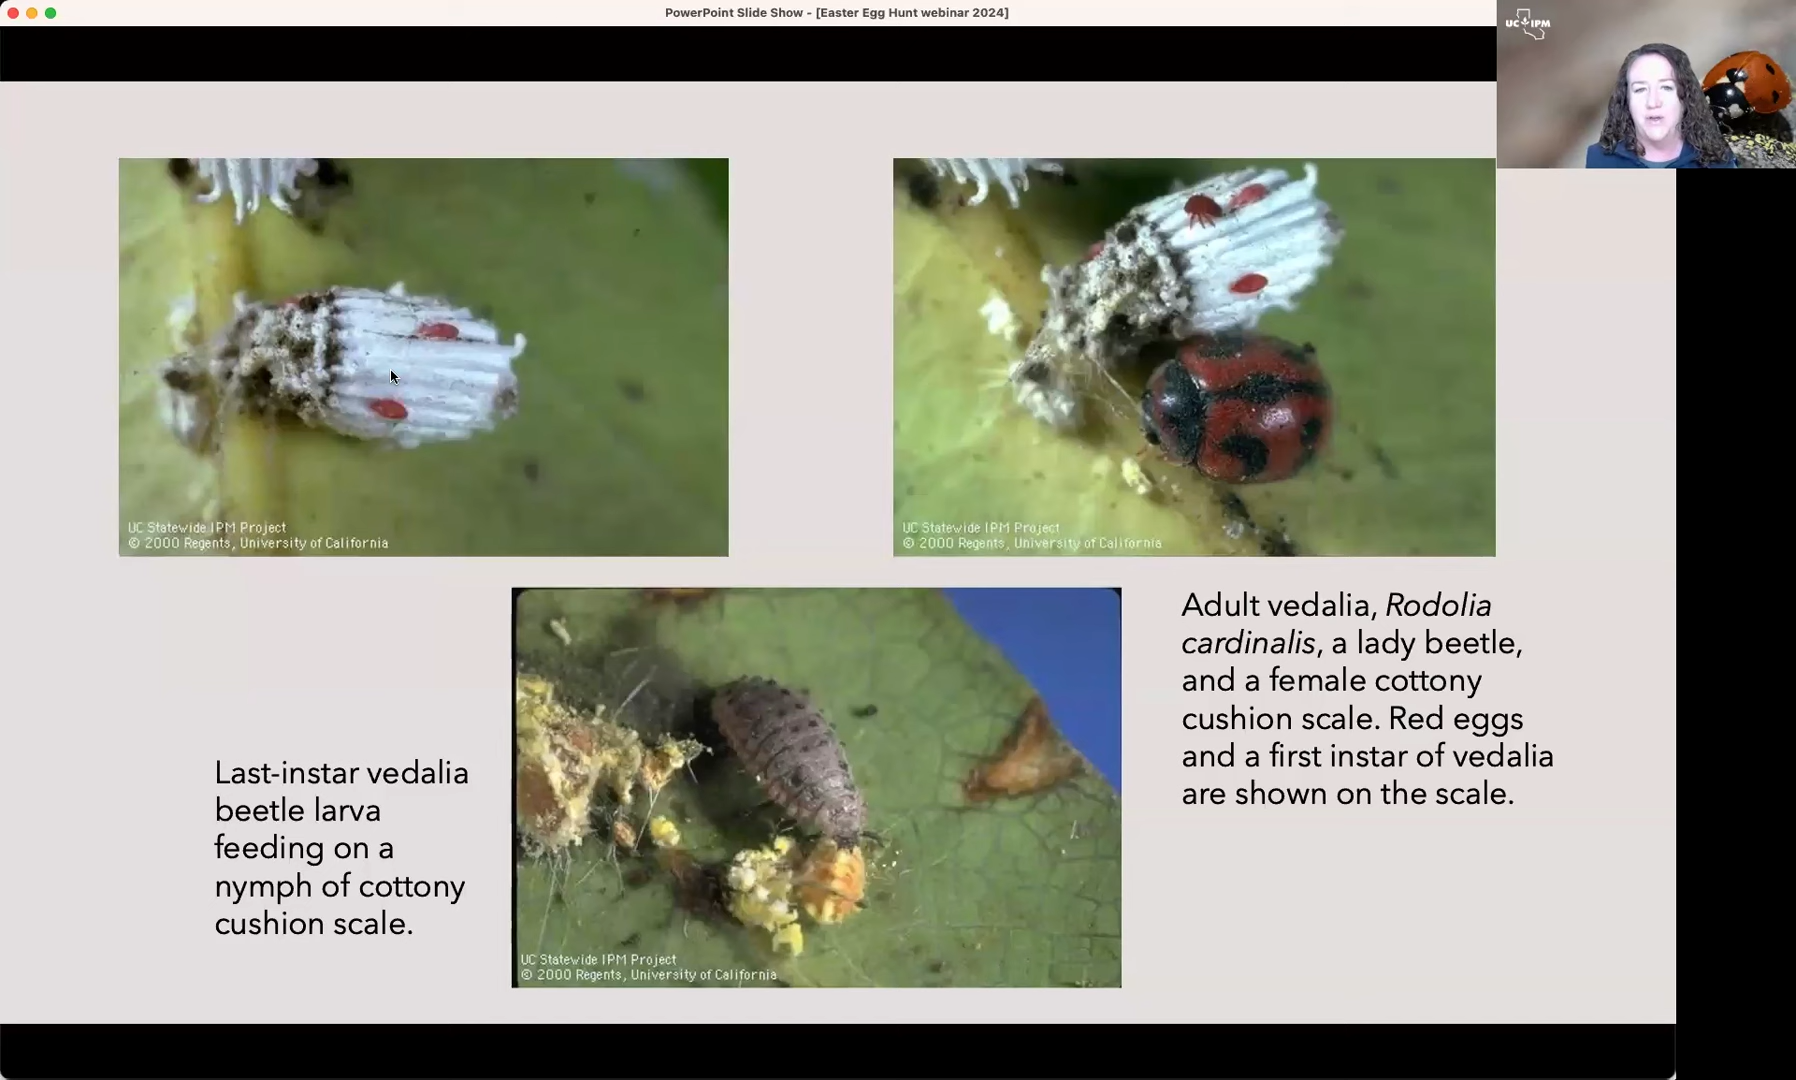 PowerPoint Slide Show - [Easter Egg Hunt webinar 2024]
UC IPM
UC Statewide IPM Project
© 2000 Regents, University of California
UC Statewide IPM Project
© 2000 Regents, University of California
Adult vedalia, Rodolia
cardinalis, a lady beetle,
and a female cottony
cushion scale. Red eggs
and a first instar of vedalia
are shown on the scale.
Last-instar vedalia
beetle larva
feeding on a
nymph of cottony
cushion scale.
UC Statewide IPM Project
© 2000 Regents, University of California